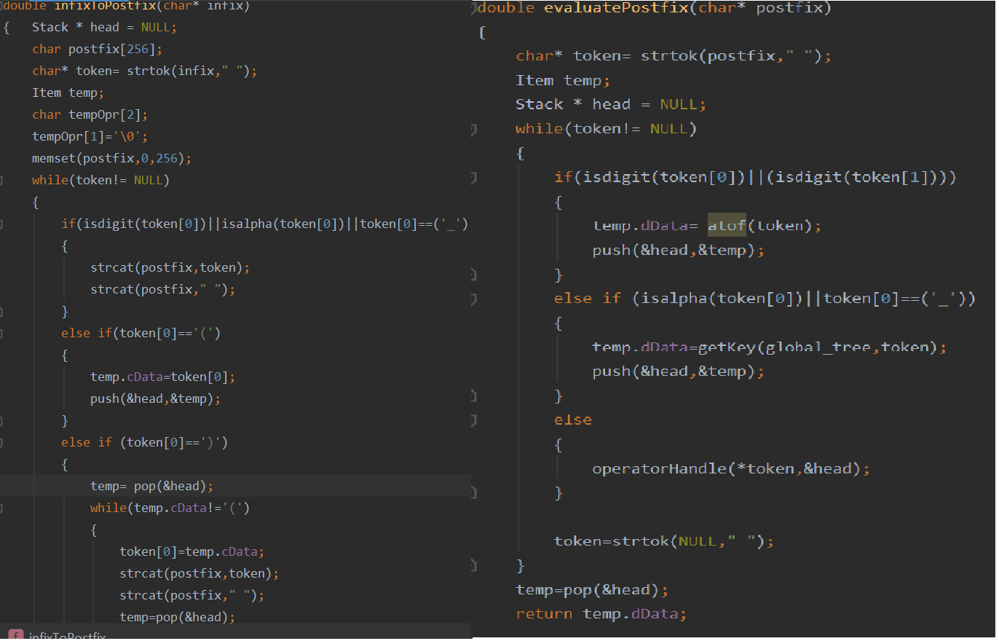 double infixToPostfix(char* infix)
{   Stack * head = NULL;
    char postfix[256];
    char* token= strtok(infix," ");
    Item temp;
    char tempOpr[2];
    tempOpr[1]='\0';
    memset(postfix,0,256);
    while(token!= NULL)
    {
        if(isdigit(token[0])||isalpha(token[0])||token[0]==('_')
        {
            strcat(postfix,token);
            strcat(postfix," ");
        }
        else if(token[0]=='(')
        {
            temp.cData=token[0];
            push(&head,&temp);
        }
        else if (token[0]==')')
        {
            temp= pop(&head);
            while(temp.cData!='(')
            {
                token[0]=temp.cData;
                strcat(postfix,token);
                strcat(postfix," ");
                temp=pop(&head);
f infixToPostfix
double evaluatePostfix(char* postfix)
{
    char* token= strtok(postfix," ");
    Item temp;
    Stack * head = NULL;
    while(token!= NULL)
    {
        if(isdigit(token[0])||(isdigit(token[1])))
        {
            temp.dData= atof(token);
            push(&head,&temp);
        }
        else if (isalpha(token[0])||token[0]==('_'))
        {
            temp.dData=getKey(global_tree,token);
            push(&head,&temp);
        }
        else
        {
            operatorHandle(*token,&head);
        }
        token=strtok(NULL," ");
    }
    temp=pop(&head);
    return temp.dData;